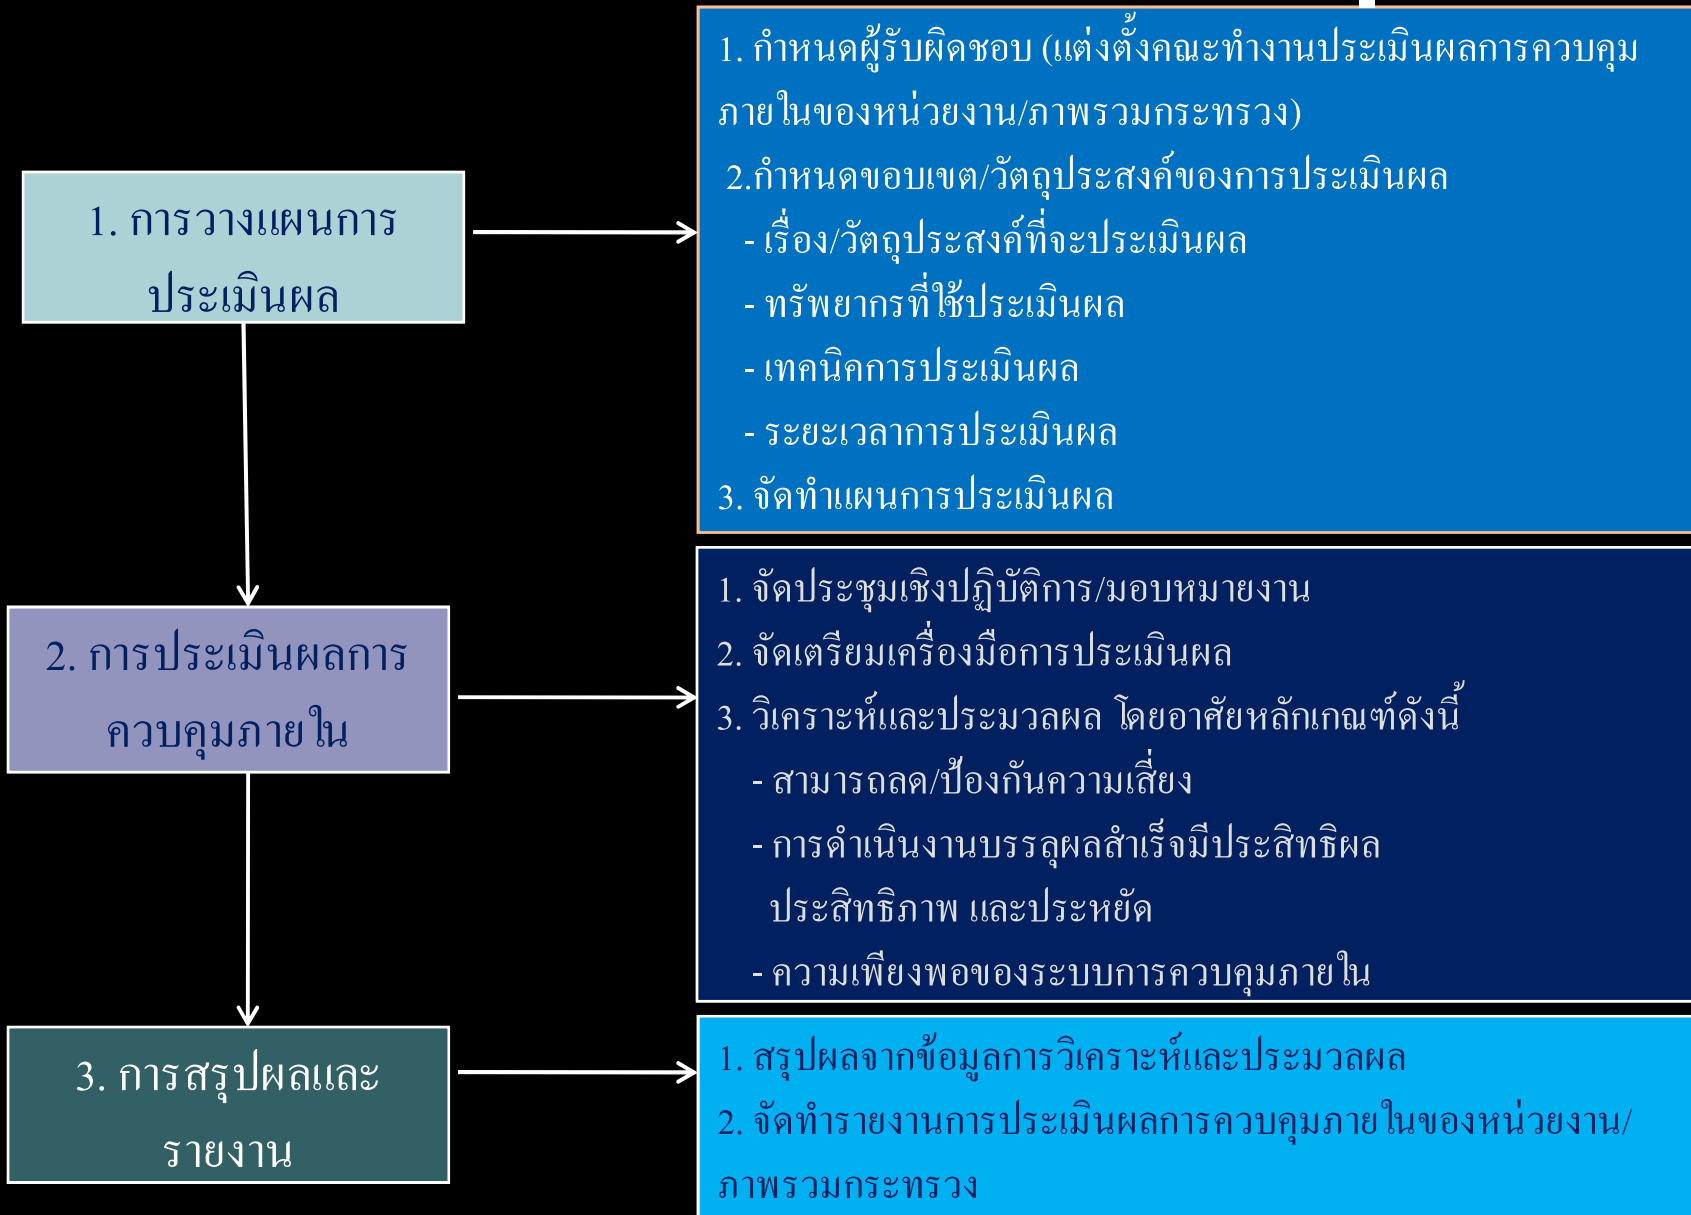 1. การวางแผนการ
ประเมินผล
1. กำหนดผู้รับผิดชอบ (แต่งตั้งคณะทำงานประเมินผลการควบคุม
ภายในของหน่วยงาน/ภาพรวมกระทรวง)
2.กำหนดขอบเขต/วัตถุประสงค์ของการประเมินผล
- เรื่อง/วัตถุประสงค์ที่จะประเมินผล
- ทรัพยากรที่ใช้ประเมินผล
- เทคนิคการประเมินผล
- ระยะเวลาการประเมินผล
3. จัดทำแผนการประเมินผล
2. การประเมินผลการ
ควบคุมภายใน
1. จัดประชุมเชิงปฏิบัติการ/มอบหมายงาน
2. จัดเตรียมเครื่องมือการประเมินผล
3. วิเคราะห์และประมวลผล โดยอาศัยหลักเกณฑ์ดังนี้
- สามารถลด/ป้องกันความเสี่ยง
- การดำเนินงานบรรลุผลสำเร็จมีประสิทธิผล
ประสิทธิภาพ และประหยัด
- ความเพียงพอของระบบการควบคุมภายใน
3. การสรุปผลและ
รายงาน
1. สรุปผลจากข้อมูลการวิเคราะห์และประมวลผล
2. จัดทำรายงานการประเมินผลการควบคุมภายในของหน่วยงาน/
ภาพรวมกระทรวง